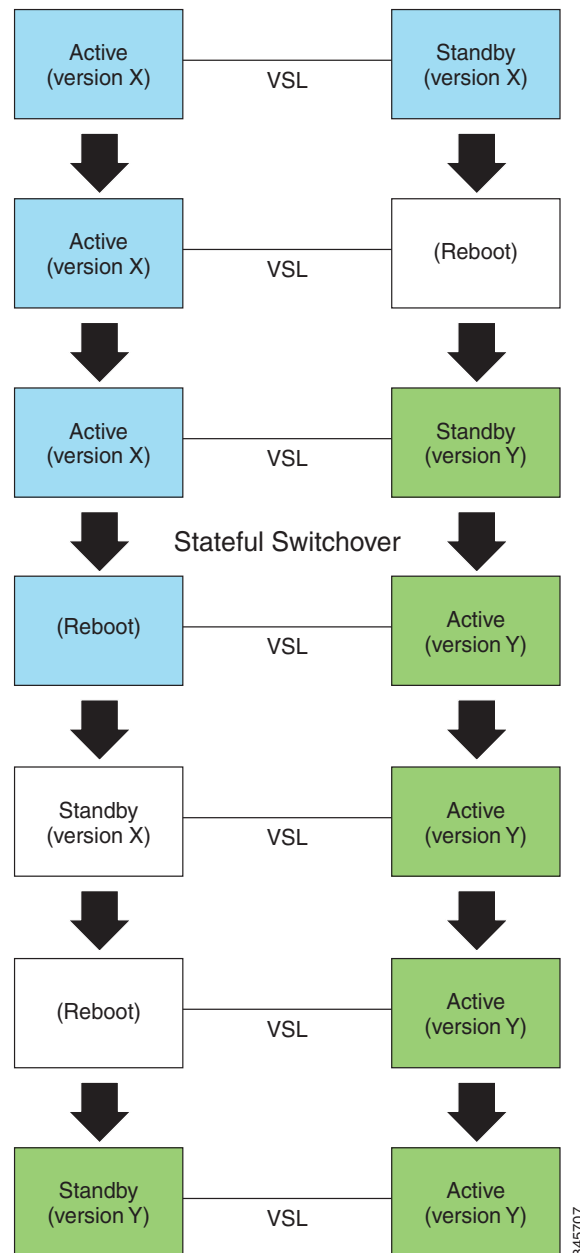 Active
(version X)
VSL
Standby
(version X)
Active
(version X)
VSL
(Reboot)
Active
(version X)
VSL
Standby
(version Y)
Stateful Switchover
(Reboot)
VSL
Active
(version Y)
Standby
(version X)
VSL
Active
(version Y)
(Reboot)
VSL
Active
(version Y)
Standby
(version Y)
VSL
Active
(version Y)
345707